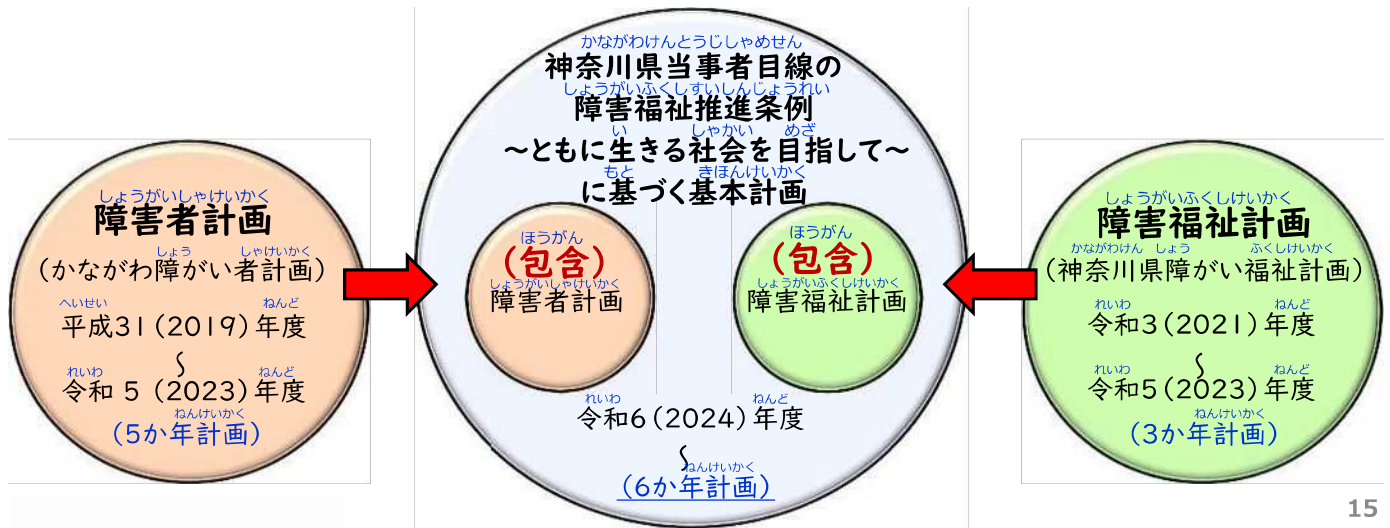 しょうがいしゃけいかく
障害者計画
しょう しゃけいかく
(かながわ障がい者計画)
へいせい ねんど
平成31(2019)年度
~
れいわ ねんど
令和 5 (2023)年度
ねんけいかく
(5か年計画)
かながわけんとうじしゃめせん
神奈川県当事者目線の
しょうがいふくしすいしんじょうれい
障害福祉推進条例
い しゃかい めざ
~ともに生きる社会を目指して~
もと きほんけいかく
に基づく基本計画
ほうがん
(包含)
しょうがいしゃけいかく
障害者計画
ほうがん
(包含)
しょうがいふくしけいかく
障害福祉計画
れいわ ねんど
令和6(2024)年度
~
ねんけいかく
(6か年計画)
しょうがいふくしけいかく
障害福祉計画
かながわけん しょう ふくしけいかく
(神奈川県障がい福祉計画)
れいわ ねんど
令和3(2021)年度
~
れいわ ねんど
令和5(2023)年度
ねんけいかく
(3か年計画)
15